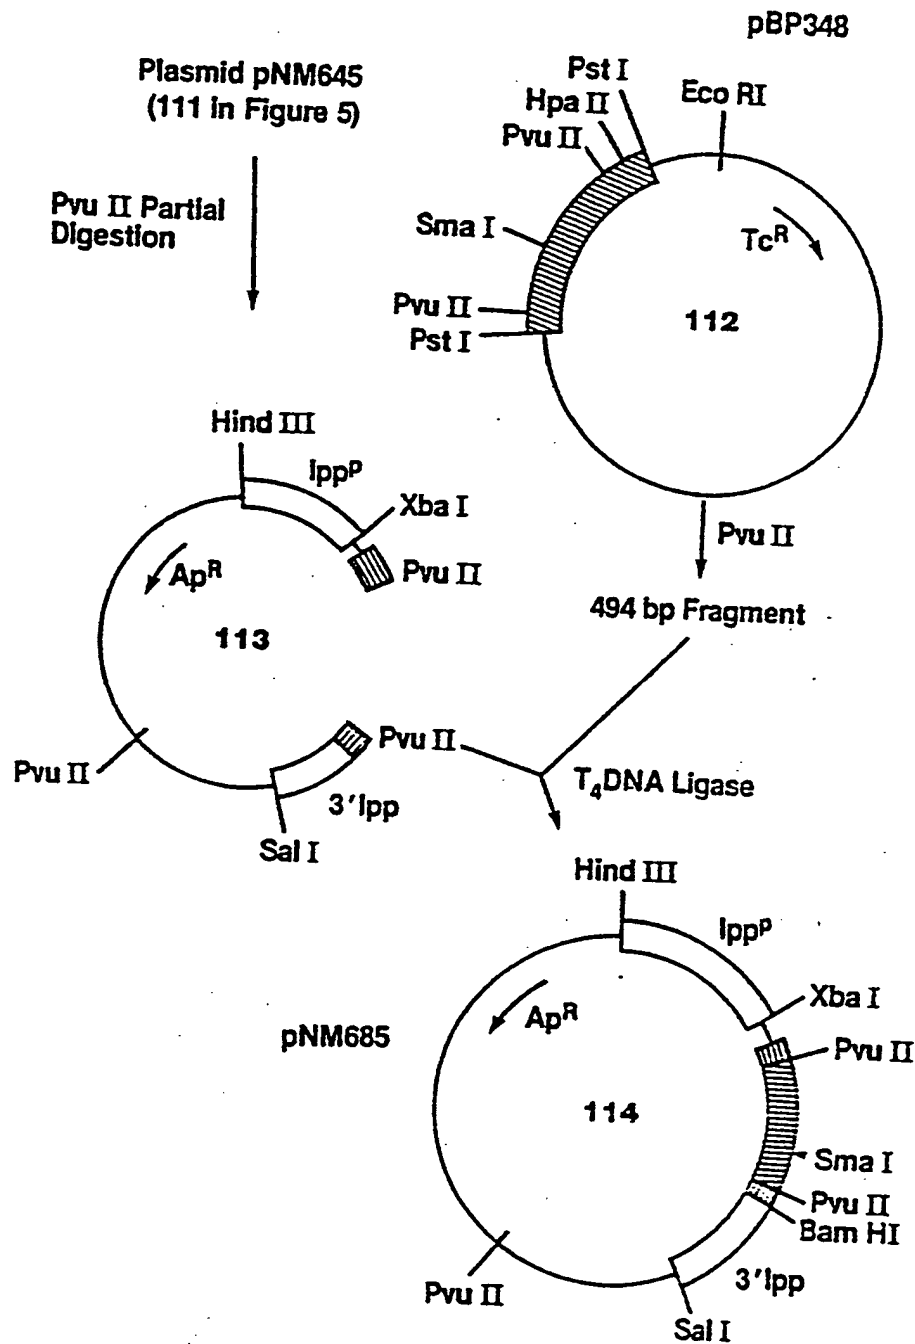 pBP348
Plasmid pNM645
(111 in Figure 5)
Pvu II Partial
Digestion
Pst I
Hpa II
Pvu II
Eco RI
Sma I
Tc^R
Pvu II
Pst I
112
Pvu II
494 bp Fragment
Hind III
lpp^p
Xba I
Pvu II
Ap^R
113
Pvu II
Pvu II
3'lpp
Sal I
T₄DNA Ligase
Hind III
lpp^p
Xba I
Ap^R
Pvu II
pNM685
114
Sma I
Pvu II
Bam HI
3'lpp
Pvu II
Sal I